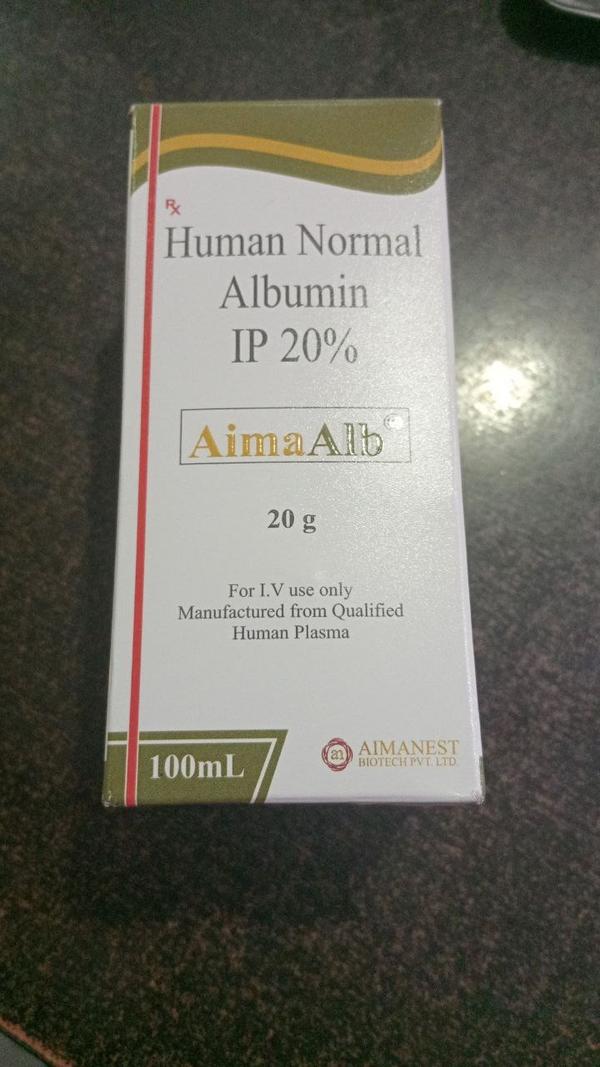 Rx
Human Normal
Albumin
IP 20%
AimaAlb
20 g
For I.V use only
Manufactured from Qualified
Human Plasma
100mL
an
AIMANEST
BIOTECH PVT. LTD.